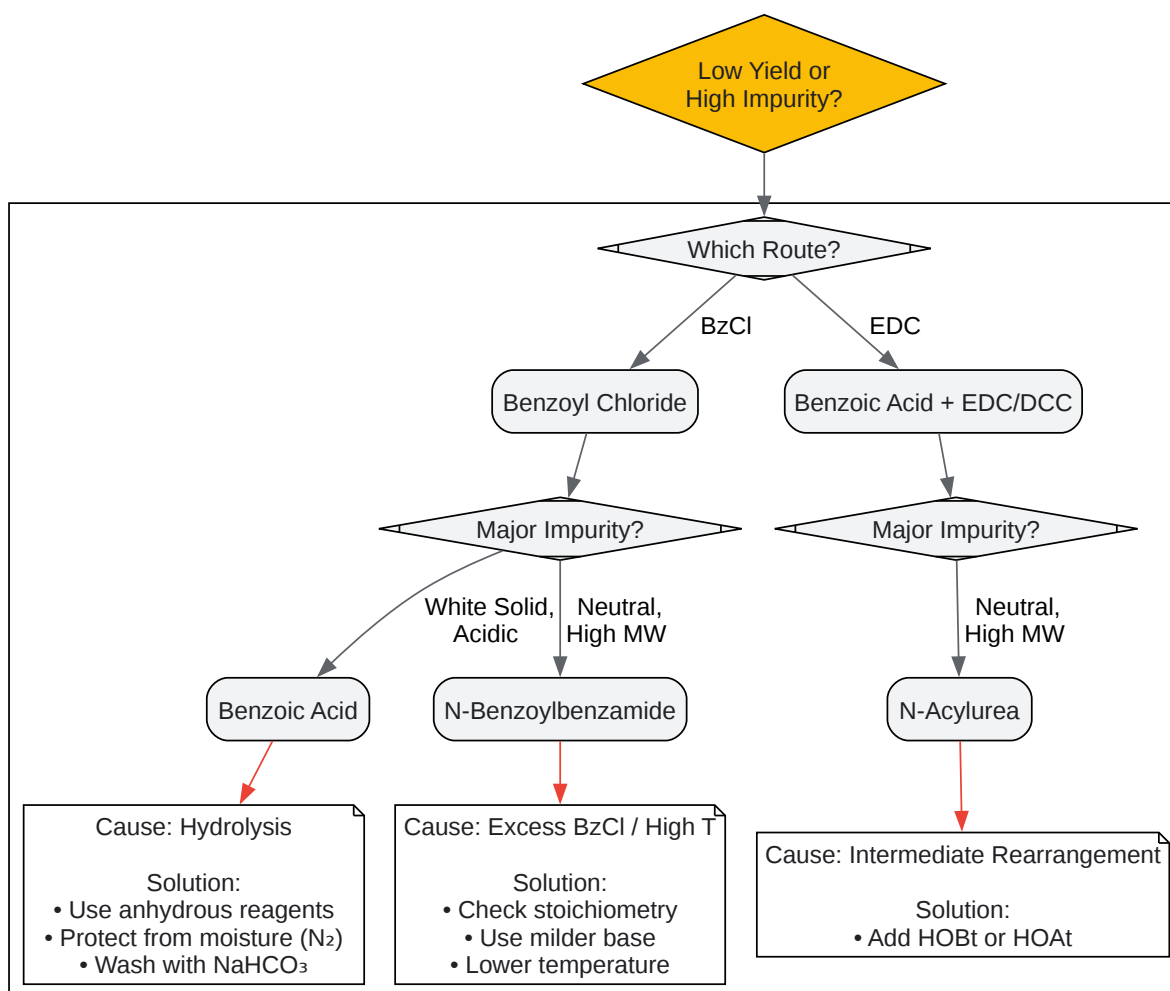 Low Yield or
High Impurity?
Which Route?
BzCl
EDC
Benzoyl Chloride
Benzoic Acid + EDC/DCC
Major Impurity?
Major Impurity?
White Solid,
Acidic
Neutral,
High MW
Neutral,
High MW
Benzoic Acid
N-Benzoylbenzamide
N-Acylurea
Cause: Hydrolysis
Solution:
• Use anhydrous reagents
• Protect from moisture (N₂)
• Wash with NaHCO₃
Cause: Excess BzCl / High T
Solution:
• Check stoichiometry
• Use milder base
• Lower temperature
Cause: Intermediate Rearrangement
Solution:
• Add HOBt or HOAt